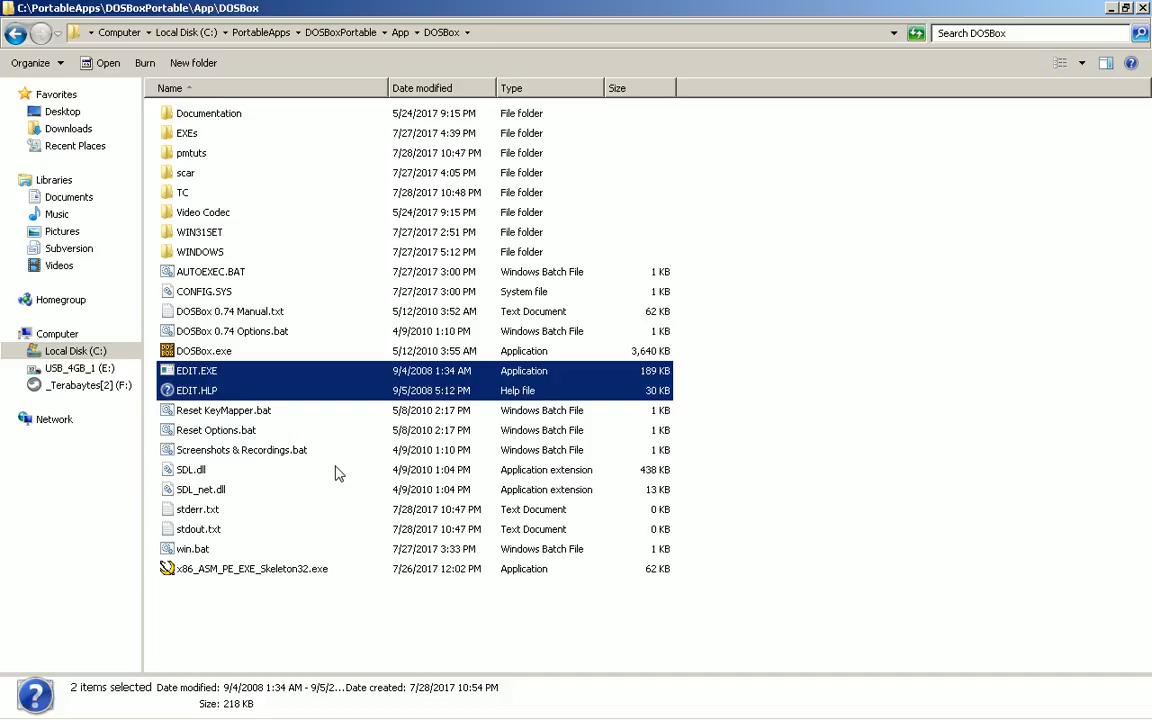 C:\PortableApps\DOSBoxPortable\App\DOSBox
Computer Local Disk (C:) PortableApps DOSBoxPortable App DOSBox Search DOSBox
Organize Open Burn New folder
Name Date modified Type Size
Favorites
Desktop
Downloads
Recent Places
Libraries
Documents
Music
Pictures
Subversion
Videos
Homegroup
Computer
Local Disk (C:)
USB_4GB_1 (E:)
_Terabaytes[2] (F:)
Network
Documentation 5/24/2017 9:15 PM File folder
EXEs 7/27/2017 4:39 PM File folder
pmtuts 7/28/2017 10:47 PM File folder
scar 7/27/2017 4:05 PM File folder
TC 7/28/2017 10:48 PM File folder
Video Codec 5/24/2017 9:15 PM File folder
WIN31SET 7/27/2017 2:51 PM File folder
WINDOWS 7/27/2017 5:12 PM File folder
AUTOEXEC.BAT 7/27/2017 3:00 PM Windows Batch File 1 KB
CONFIG.SYS 7/27/2017 3:00 PM System file 1 KB
DOSBox 0.74 Manual.txt 5/12/2010 3:52 AM Text Document 62 KB
DOSBox 0.74 Options.bat 4/9/2010 1:10 PM Windows Batch File 1 KB
DOSBox.exe 5/12/2010 3:55 AM Application 3,640 KB
EDIT.EXE 9/4/2008 1:34 AM Application 189 KB
EDIT.HLP 9/5/2008 5:12 PM Help file 30 KB
Reset KeyMapper.bat 5/8/2010 2:17 PM Windows Batch File 1 KB
Reset Options.bat 5/8/2010 2:17 PM Windows Batch File 1 KB
Screenshots & Recordings.bat 4/9/2010 1:10 PM Windows Batch File 1 KB
SDL.dll 4/9/2010 1:04 PM Application extension 438 KB
SDL_net.dll 4/9/2010 1:04 PM Application extension 13 KB
stderr.txt 7/28/2017 10:47 PM Text Document 0 KB
stdout.txt 7/28/2017 10:47 PM Text Document 0 KB
win.bat 7/27/2017 3:33 PM Windows Batch File 1 KB
x86_ASM_PE_EXE_Skeleton32.exe 7/26/2017 12:02 PM Application 62 KB
2 items selected Date modified: 9/4/2008 1:34 AM - 9/5/2... Date created: 7/28/2017 10:54 PM
Size: 218 KB